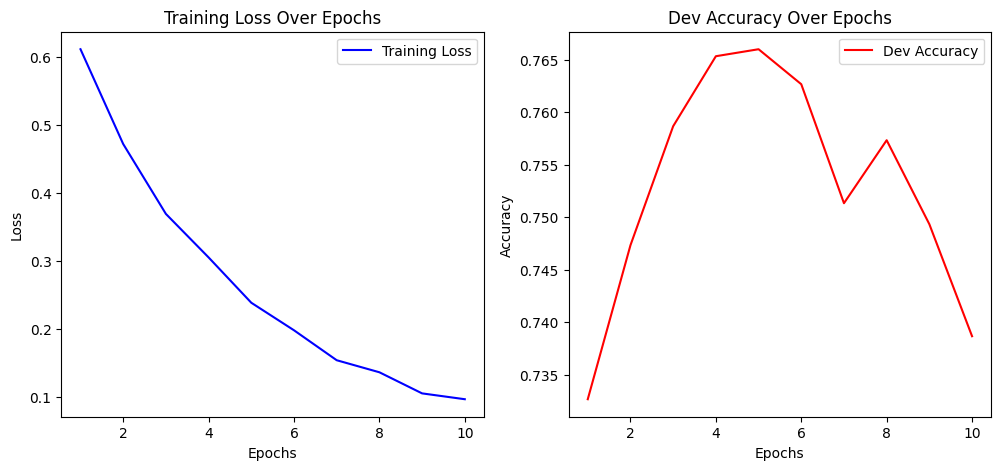 Training Loss Over Epochs
Training Loss
0.6
0.5
0.4
0.3
0.2
0.1
Loss
2 4 6 8 10
Epochs
Dev Accuracy Over Epochs
Dev Accuracy
0.765
0.760
0.755
0.750
0.745
0.740
0.735
Accuracy
2 4 6 8 10
Epochs